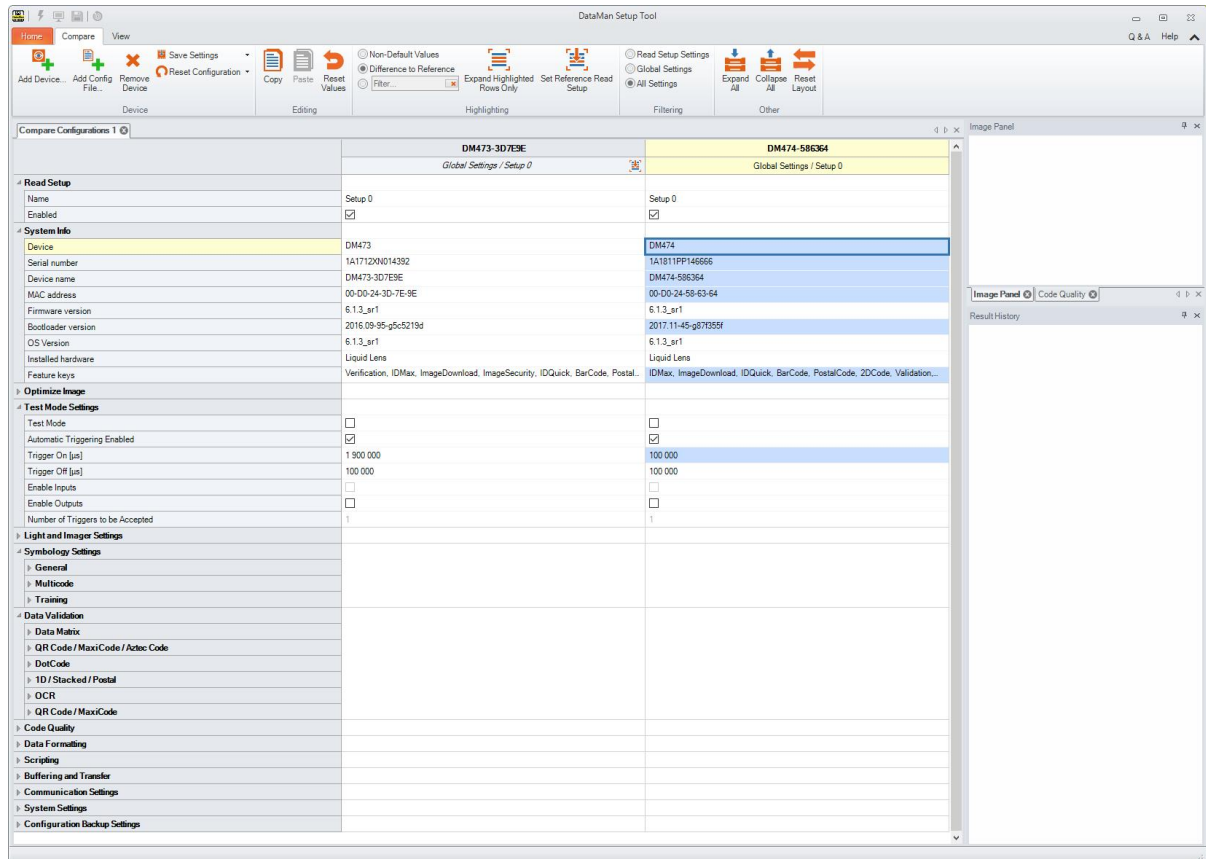 DataMan Setup Tool
Home Compare View Q & A Help
Add Device... Add Config File... Remove Device Save Settings Reset Configuration
Device
Copy Paste Reset Values
Editing
Non-Default Values
Difference to Reference
Filter...
Expand Highlighted Rows Only Set Reference Read Setup
Highlighting
Read Setup Settings
Global Settings
All Settings
Filtering
Expand All Collapse All Reset Layout
Other
Compare Configurations 1
DM473-3D7E9E DM474-586364
Global Settings / Setup 0 Global Settings / Setup 0
Read Setup
Name Setup 0 Setup 0
Enabled
System Info
Device DM473 DM474
Serial number 1A1712XN014392 1A1811PP146666
Device name DM473-3D7E9E DM474-586364
MAC address 00-D0-24-3D-7E-9E 00-D0-24-58-63-64
Firmware version 6.1.3_sr1 6.1.3_sr1
Bootloader version 2016.09-95-g5c5219d 2017.11-45-g87f355f
OS Version 6.1.3_sr1 6.1.3_sr1
Installed hardware Liquid Lens Liquid Lens
Feature keys Verification, IDMax, ImageDownload, ImageSecurity, IDQuick, BarCode, Postal... IDMax, ImageDownload, IDQuick, BarCode, PostalCode, 2DCode, Validation,...
Optimize Image
Test Mode Settings
Test Mode
Automatic Triggering Enabled
Trigger On [µs] 1 900 000 100 000
Trigger Off [µs] 100 000 100 000
Enable Inputs
Enable Outputs
Number of Triggers to be Accepted 1 1
Light and Imager Settings
Symbology Settings
General
Multicode
Training
Data Validation
Data Matrix
QR Code / MaxiCode / Aztec Code
DotCode
1D / Stacked / Postal
OCR
QR Code / MaxiCode
Code Quality
Data Formatting
Scripting
Buffering and Transfer
Communication Settings
System Settings
Configuration Backup Settings
Image Panel
Image Panel Code Quality
Result History